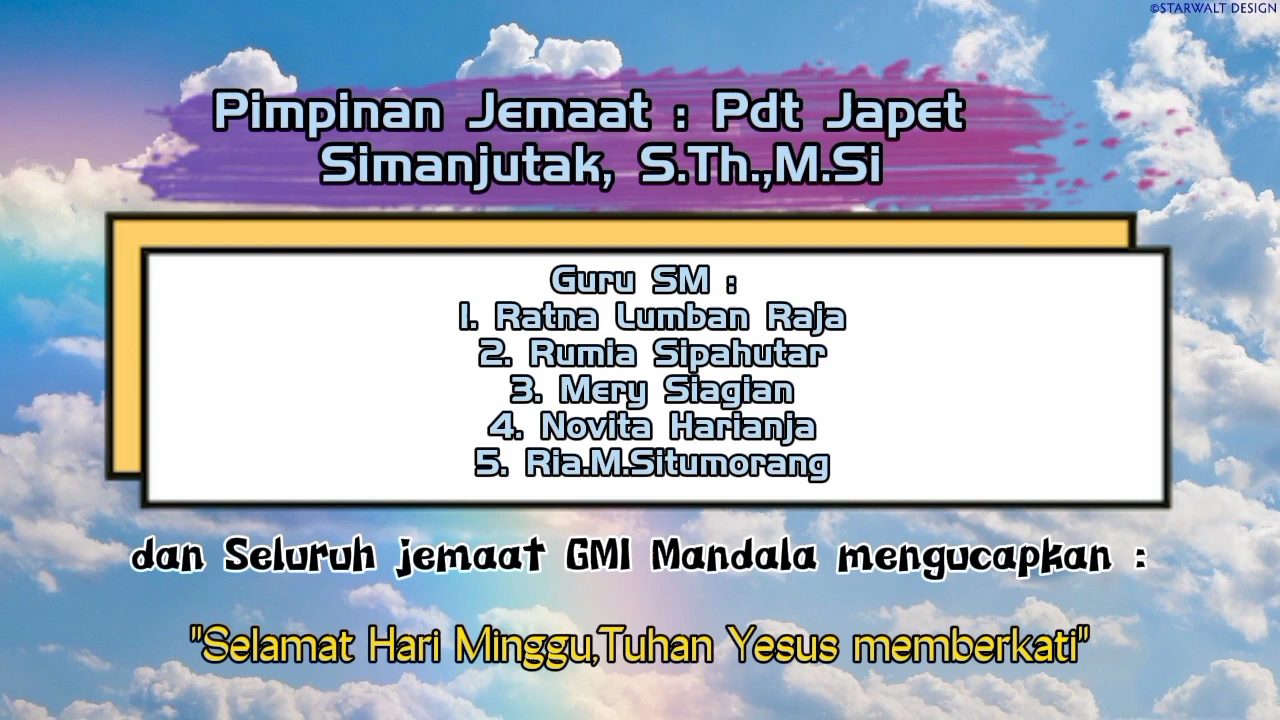 ©STARWALT DESIGN
Pimpinan Jemaat : Pdt Japet
Simanjutak, S.Th.,M.Si
Guru SM :
1. Ratna Lumban Raja
2. Rumia Sipahutar
3. Mery Siagian
4. Novita Harianja
5. Ria.M.Situmorang
dan Seluruh jemaat GMI Mandala mengucapkan :
"Selamat Hari Minggu,Tuhan Yesus memberkati"